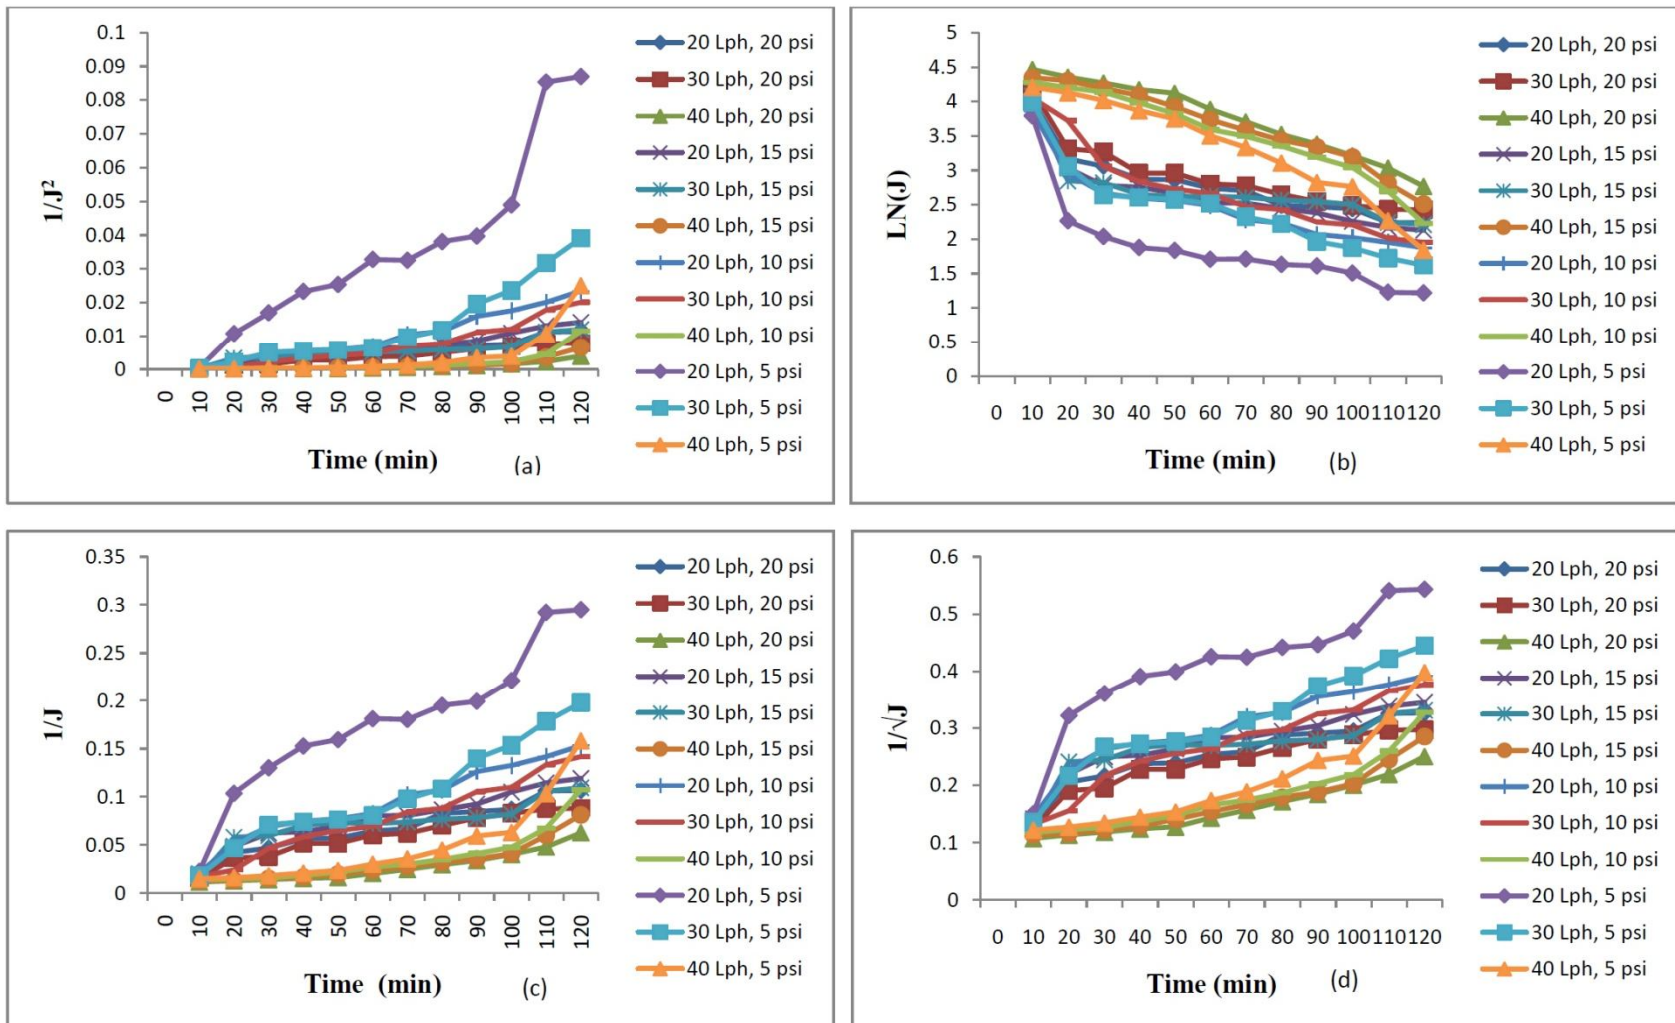 0.1
0.09
0.08
0.07
0.06
0.05
0.04
0.03
0.02
0.01
0
1/J²
0 10 20 30 40 50 60 70 80 90 100 110 120
Time (min) (a)
20 Lph, 20 psi
30 Lph, 20 psi
40 Lph, 20 psi
20 Lph, 15 psi
30 Lph, 15 psi
40 Lph, 15 psi
20 Lph, 10 psi
30 Lph, 10 psi
40 Lph, 10 psi
20 Lph, 5 psi
30 Lph, 5 psi
40 Lph, 5 psi
5
4.5
4
3.5
3
2.5
2
1.5
1
0.5
0
LN(J)
0 10 20 30 40 50 60 70 80 90 100 110 120
Time (min) (b)
20 Lph, 20 psi
30 Lph, 20 psi
40 Lph, 20 psi
20 Lph, 15 psi
30 Lph, 15 psi
40 Lph, 15 psi
20 Lph, 10 psi
30 Lph, 10 psi
40 Lph, 10 psi
20 Lph, 5 psi
30 Lph, 5 psi
40 Lph, 5 psi
0.35
0.3
0.25
0.2
0.15
0.1
0.05
0
1/J
0 10 20 30 40 50 60 70 80 90 100 110 120
Time (min) (c)
20 Lph, 20 psi
30 Lph, 20 psi
40 Lph, 20 psi
20 Lph, 15 psi
30 Lph, 15 psi
40 Lph, 15 psi
20 Lph, 10 psi
30 Lph, 10 psi
40 Lph, 10 psi
20 Lph, 5 psi
30 Lph, 5 psi
40 Lph, 5 psi
0.6
0.5
0.4
0.3
0.2
0.1
0
1/√J
0 10 20 30 40 50 60 70 80 90 100 110 120
Time (min) (d)
20 Lph, 20 psi
30 Lph, 20 psi
40 Lph, 20 psi
20 Lph, 15 psi
30 Lph, 15 psi
40 Lph, 15 psi
20 Lph, 10 psi
30 Lph, 10 psi
40 Lph, 10 psi
20 Lph, 5 psi
30 Lph, 5 psi
40 Lph, 5 psi